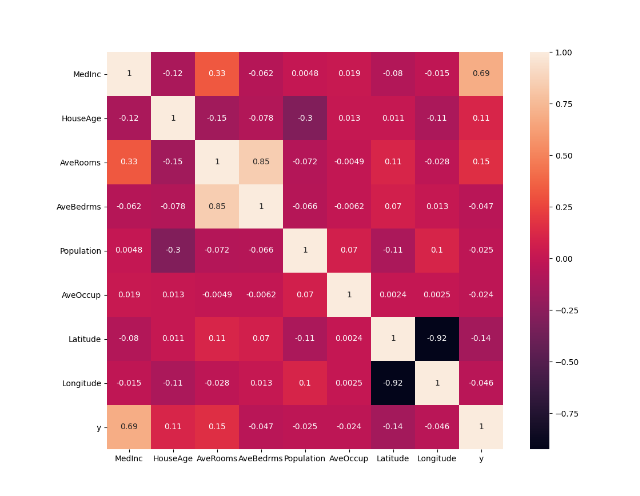 MedInc 1 -0.12 0.33 -0.062 0.0048 0.019 -0.08 -0.015 0.69
HouseAge -0.12 1 -0.15 -0.078 -0.3 0.013 0.011 -0.11 0.11
AveRooms 0.33 -0.15 1 0.85 -0.072 -0.0049 0.11 -0.028 0.15
AveBedrms -0.062 -0.078 0.85 1 -0.066 -0.0062 0.07 0.013 -0.047
Population 0.0048 -0.3 -0.072 -0.066 1 0.07 -0.11 0.1 -0.025
AveOccup 0.019 0.013 -0.0049 -0.0062 0.07 1 0.0024 0.0025 -0.024
Latitude -0.08 0.011 0.11 0.07 -0.11 0.0024 1 -0.92 -0.14
Longitude -0.015 -0.11 -0.028 0.013 0.1 0.0025 -0.92 1 -0.046
y 0.69 0.11 0.15 -0.047 -0.025 -0.024 -0.14 -0.046 1
MedInc HouseAge AveRooms AveBedrms Population AveOccup Latitude Longitude y
1.00
0.75
0.50
0.25
0.00
−0.25
−0.50
−0.75